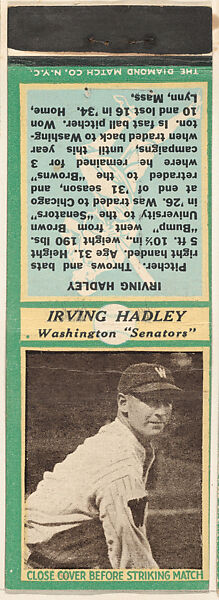 THE DIAMOND MATCH CO. N.Y.C.
IRVING HADLEY
Pitcher. Throws and bats
right handed. Age 31. Height
5 ft. 10½ in., weight 190 lbs.
"Bump" went from Brown
University to the "Senators"
in '26. Was traded to Chicago
at end of '31 season, and
retraded to the "Browns"
where he remained for 3
campaigns until this year
when traded back to Washing-
ton. Is fast ball pitcher. Won
10 and lost 16 in '34. Home,
Lynn, Mass.
IRVING HADLEY
Washington "Senators"
W
CLOSE COVER BEFORE STRIKING MATCH